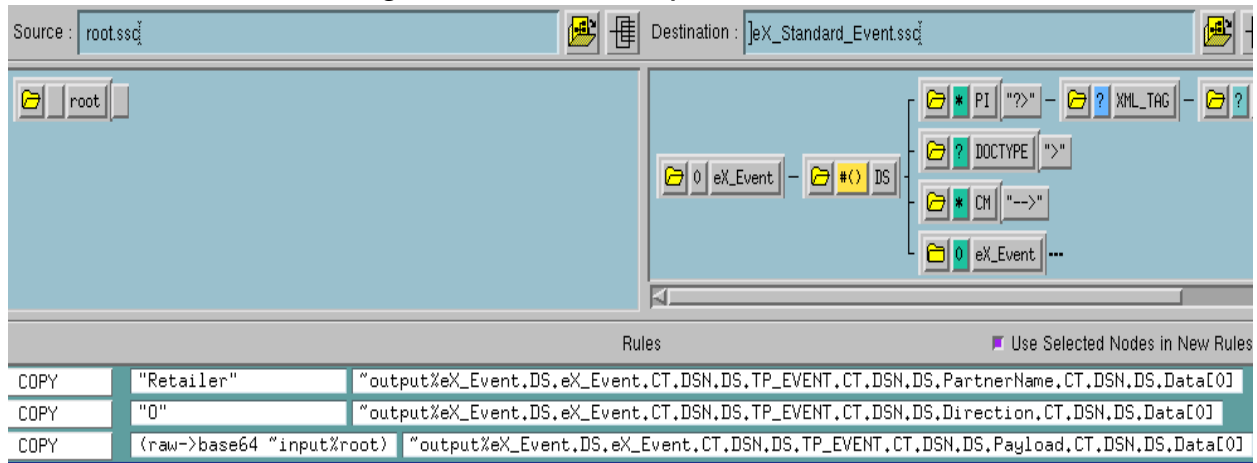 Source : root.ssc Destination : ]eX_Standard_Event.ssc
root
* PI "?>" ? XML_TAG ?
? DOCTYPE ">"
0 eX_Event #() DS
* CM "-->"
0 eX_Event
Rules Use Selected Nodes in New Rules
COPY "Retailer" ~output%eX_Event.DS.eX_Event.CT.DSN.DS.TP_EVENT.CT.DSN.DS.PartnerName.CT.DSN.DS.Data[0]
COPY "O" ~output%eX_Event.DS.eX_Event.CT.DSN.DS.TP_EVENT.CT.DSN.DS.Direction.CT.DSN.DS.Data[0]
COPY (raw->base64 ~input%root) ~output%eX_Event.DS.eX_Event.CT.DSN.DS.TP_EVENT.CT.DSN.DS.Payload.CT.DSN.DS.Data[0]